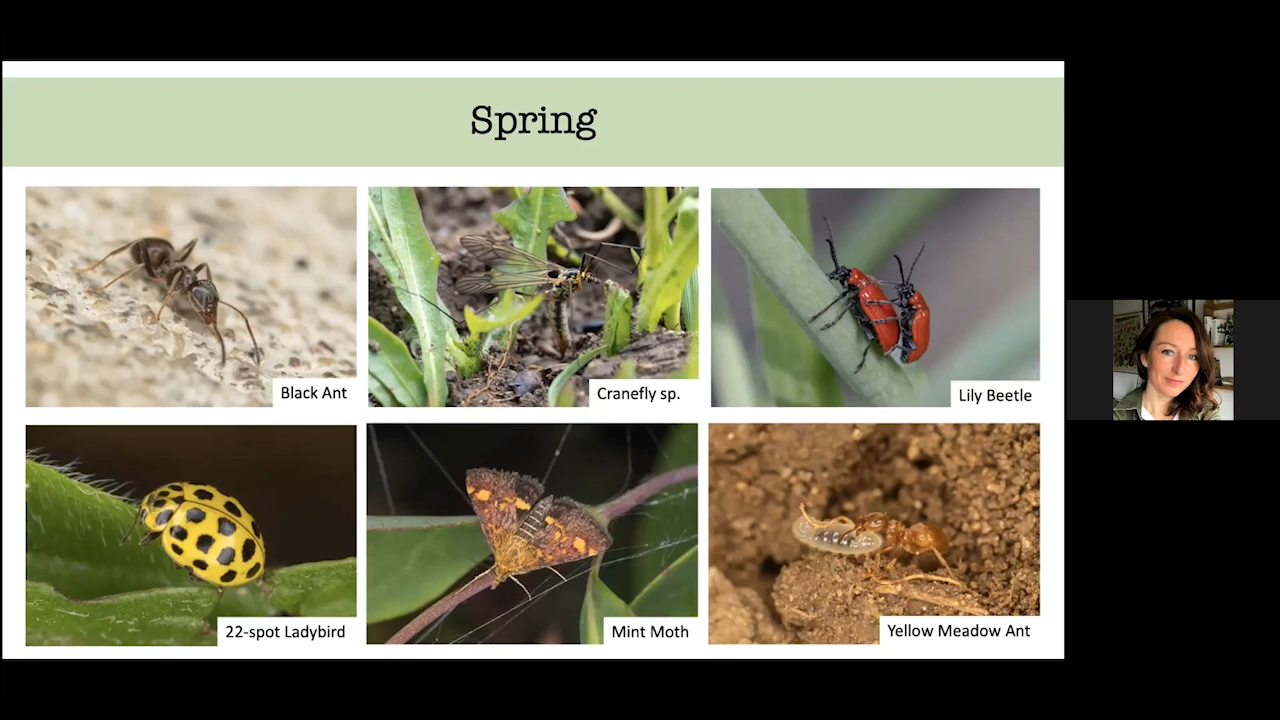 Spring
Black Ant
Cranefly sp.
Lily Beetle
22-spot Ladybird
Mint Moth
Yellow Meadow Ant